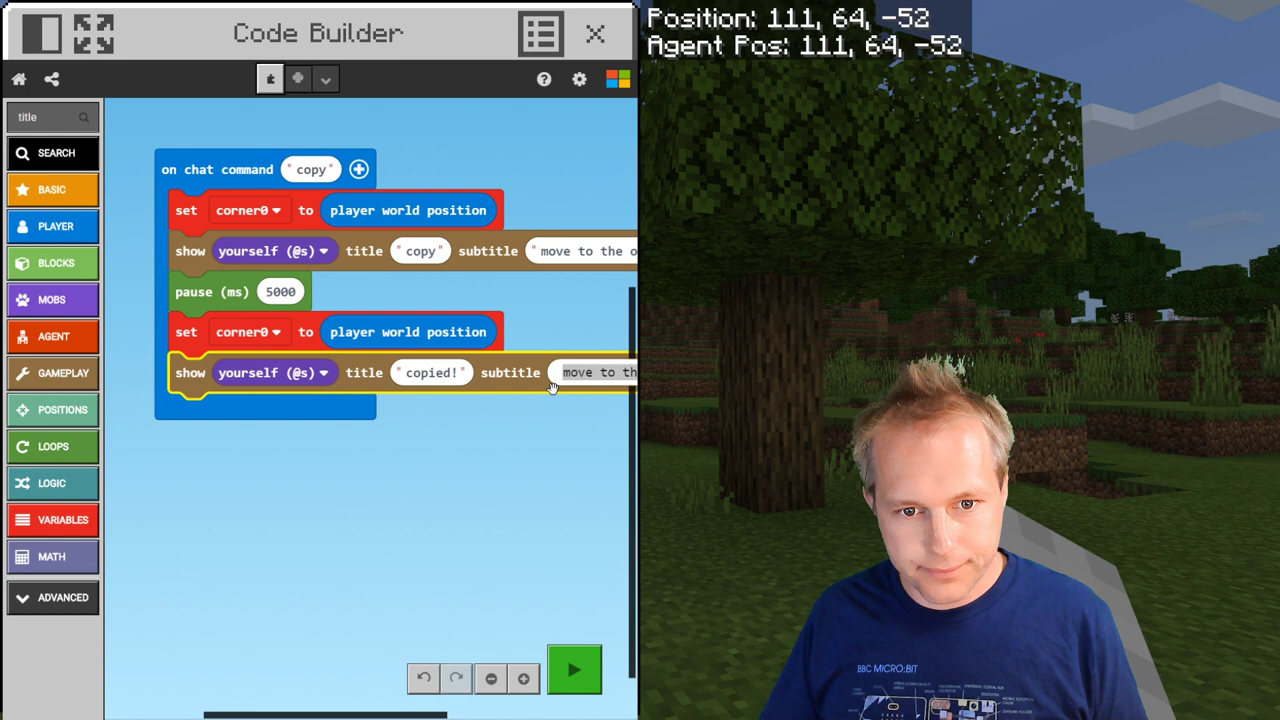 Code Builder
Position: 111, 64, -52
Agent Pos: 111, 64, -52
title
SEARCH
BASIC
PLAYER
BLOCKS
MOBS
AGENT
GAMEPLAY
POSITIONS
LOOPS
LOGIC
VARIABLES
MATH
ADVANCED
on chat command "copy"
set corner0 to player world position
show yourself (@s) title "copy" subtitle "move to the o
pause (ms) 5000
set corner0 to player world position
show yourself (@s) title "copied!" subtitle move to th
BBC MICRO:BIT